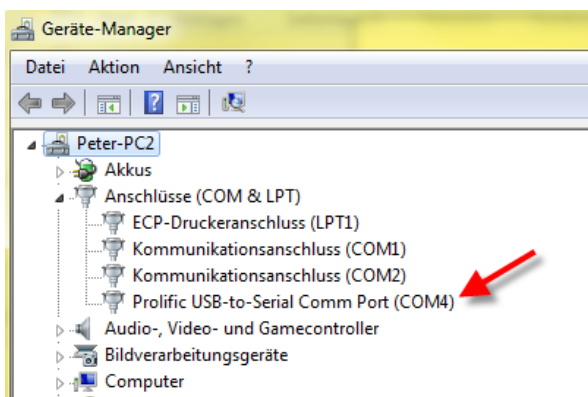 Geräte-Manager
Datei Aktion Ansicht ?
Peter-PC2
Akkus
Anschlüsse (COM & LPT)
ECP-Druckeranschluss (LPT1)
Kommunikationsanschluss (COM1)
Kommunikationsanschluss (COM2)
Prolific USB-to-Serial Comm Port (COM4)
Audio-, Video- und Gamecontroller
Bildverarbeitungsgeräte
Computer